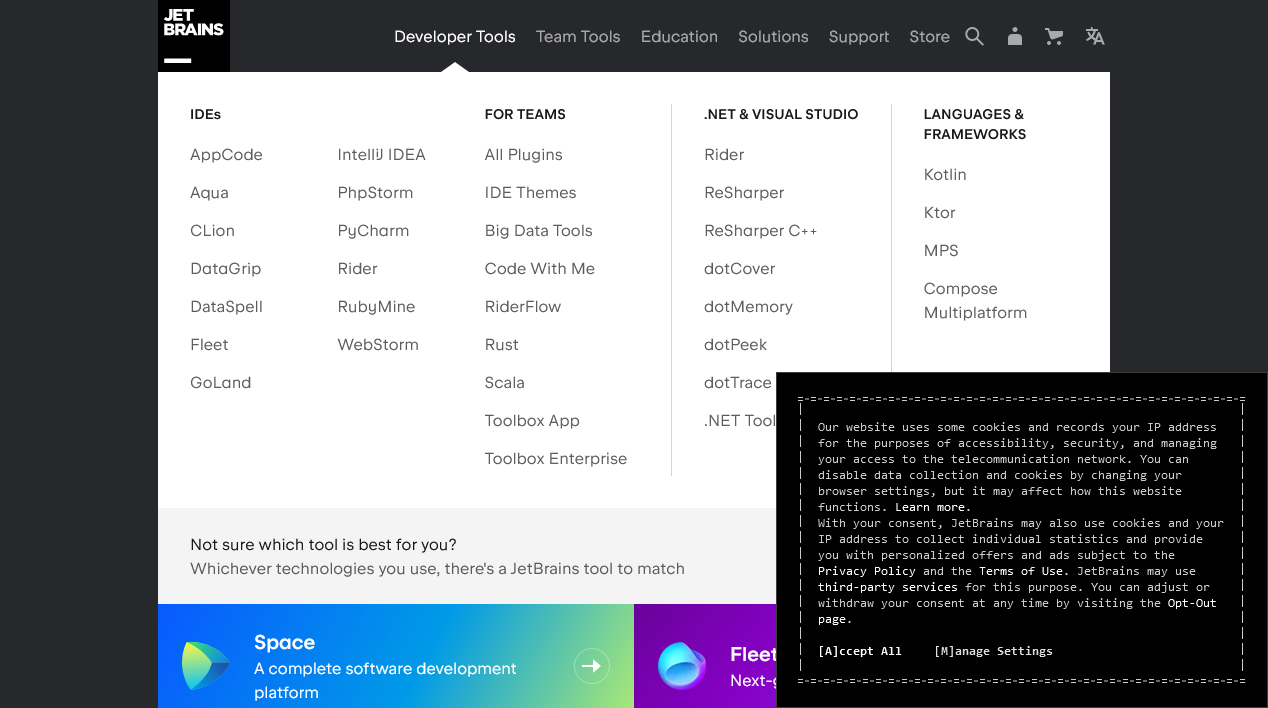 JET
BRAINS
Developer Tools
Team Tools
Education
Solutions
Support
Store
IDEs
AppCode
Aqua
CLion
DataGrip
DataSpell
Fleet
GoLand
IntelliJ IDEA
PhpStorm
PyCharm
Rider
RubyMine
WebStorm
FOR TEAMS
All Plugins
IDE Themes
Big Data Tools
Code With Me
RiderFlow
Rust
Scala
Toolbox App
Toolbox Enterprise
.NET & VISUAL STUDIO
Rider
ReSharper
ReSharper C++
dotCover
dotMemory
dotPeek
dotTrace
.NET Tool
LANGUAGES &
FRAMEWORKS
Kotlin
Ktor
MPS
Compose
Multiplatform
Not sure which tool is best for you?
Whichever technologies you use, there's a JetBrains tool to match
Space
A complete software development
platform
Fleet
Next-g
Our website uses some cookies and records your IP address
for the purposes of accessibility, security, and managing
your access to the telecommunication network. You can
disable data collection and cookies by changing your
browser settings, but it may affect how this website
functions. Learn more.
With your consent, JetBrains may also use cookies and your
IP address to collect individual statistics and provide
you with personalized offers and ads subject to the
Privacy Policy and the Terms of Use. JetBrains may use
third-party services for this purpose. You can adjust or
withdraw your consent at any time by visiting the Opt-Out
page.
[A]ccept All
[M]anage Settings